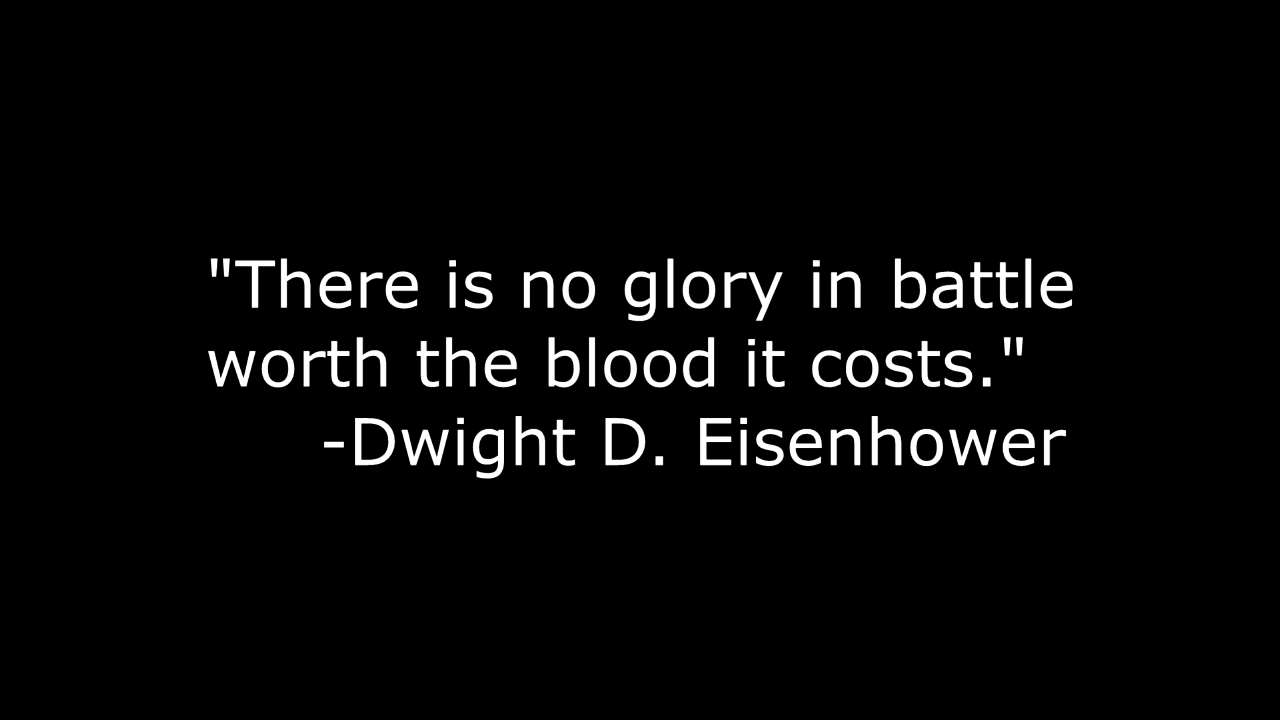 "There is no glory in battle
worth the blood it costs."
-Dwight D. Eisenhower